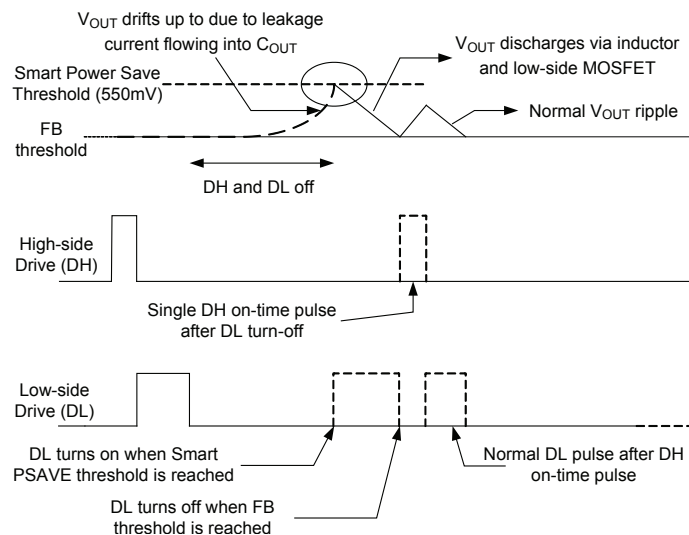 VOUT drifts up to due to leakage
current flowing into COUT
VOUT discharges via inductor
and low-side MOSFET
Smart Power Save
Threshold (550mV)
Normal VOUT ripple
FB
threshold
DH and DL off
High-side
Drive (DH)
Single DH on-time pulse
after DL turn-off
Low-side
Drive (DL)
DL turns on when Smart
PSAVE threshold is reached
Normal DL pulse after DH
on-time pulse
DL turns off when FB
threshold is reached